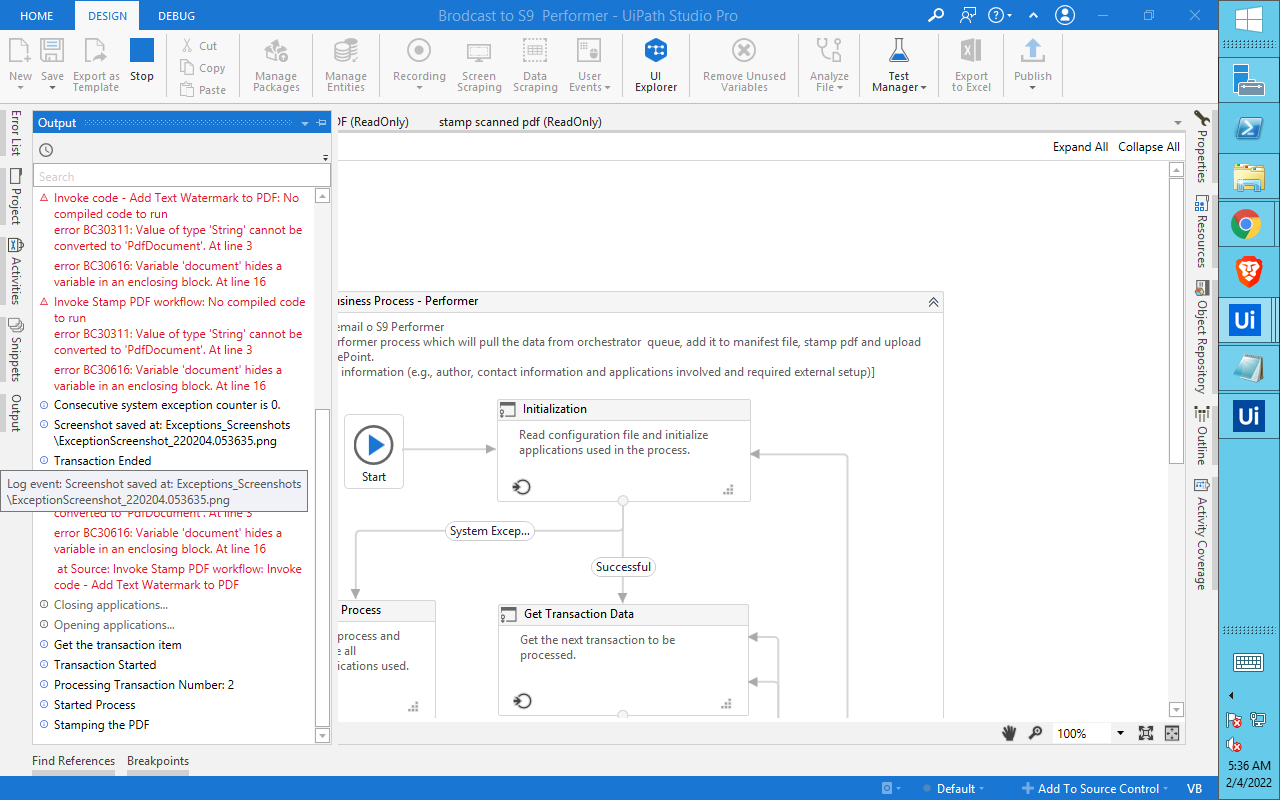 HOME
DESIGN
DEBUG
Brodcast to S9 Performer - UiPath Studio Pro
New
Save
Export as
Template
Stop
Cut
Copy
Paste
Manage
Packages
Manage
Entities
Recording
Screen
Scraping
Data
Scraping
User
Events
UI
Explorer
Remove Unused
Variables
Analyze
File
Test
Manager
Export
to Excel
Publish
Error List
Project
Activities
Snippets
Output
Output
Search
Invoke code - Add Text Watermark to PDF: No
compiled code to run
error BC30311: Value of type 'String' cannot be
converted to 'PdfDocument'. At line 3
error BC30616: Variable 'document' hides a
variable in an enclosing block. At line 16
Invoke Stamp PDF workflow: No compiled code
to run
error BC30311: Value of type 'String' cannot be
converted to 'PdfDocument'. At line 3
error BC30616: Variable 'document' hides a
variable in an enclosing block. At line 16
Consecutive system exception counter is 0.
Screenshot saved at: Exceptions_Screenshots
\ExceptionScreenshot_220204.053635.png
Transaction Ended
Log event: Screenshot saved at: Exceptions_Screenshots
\ExceptionScreenshot_220204.053635.png
converted to 'PdfDocument'. At line 3
error BC30616: Variable 'document' hides a
variable in an enclosing block. At line 16
at Source: Invoke Stamp PDF workflow: Invoke
code - Add Text Watermark to PDF
Closing applications...
Opening applications...
Get the transaction item
Transaction Started
Processing Transaction Number: 2
Started Process
Stamping the PDF
Find References
Breakpoints
DF (ReadOnly)
stamp scanned pdf (ReadOnly)
Expand All
Collapse All
usiness Process - Performer
email o S9 Performer
rformer process which will pull the data from orchestrator queue, add it to manifest file, stamp pdf and upload
ePoint.
information (e.g., author, contact information and applications involved and required external setup)]
Start
Initialization
Read configuration file and initialize
applications used in the process.
System Excep...
Successful
Process
process and
e all
ications used.
Get Transaction Data
Get the next transaction to be
processed.
100%
Properties
Resources
Object Repository
Outline
Activity Coverage
Default
Add To Source Control
VB
Ui
Ui
5:36 AM
2/4/2022